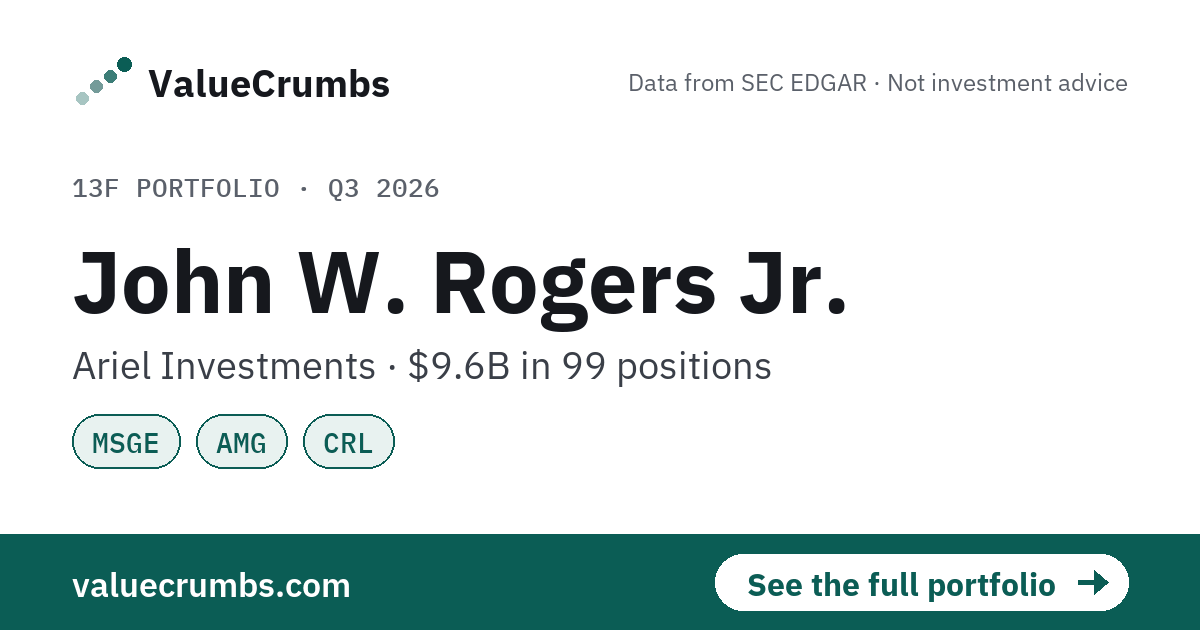 ValueCrumbs
Data from SEC EDGAR · Not investment advice
13F PORTFOLIO · Q3 2026
John W. Rogers Jr.
Ariel Investments · $9.6B in 99 positions
MSGE AMG CRL
valuecrumbs.com
See the full portfolio →